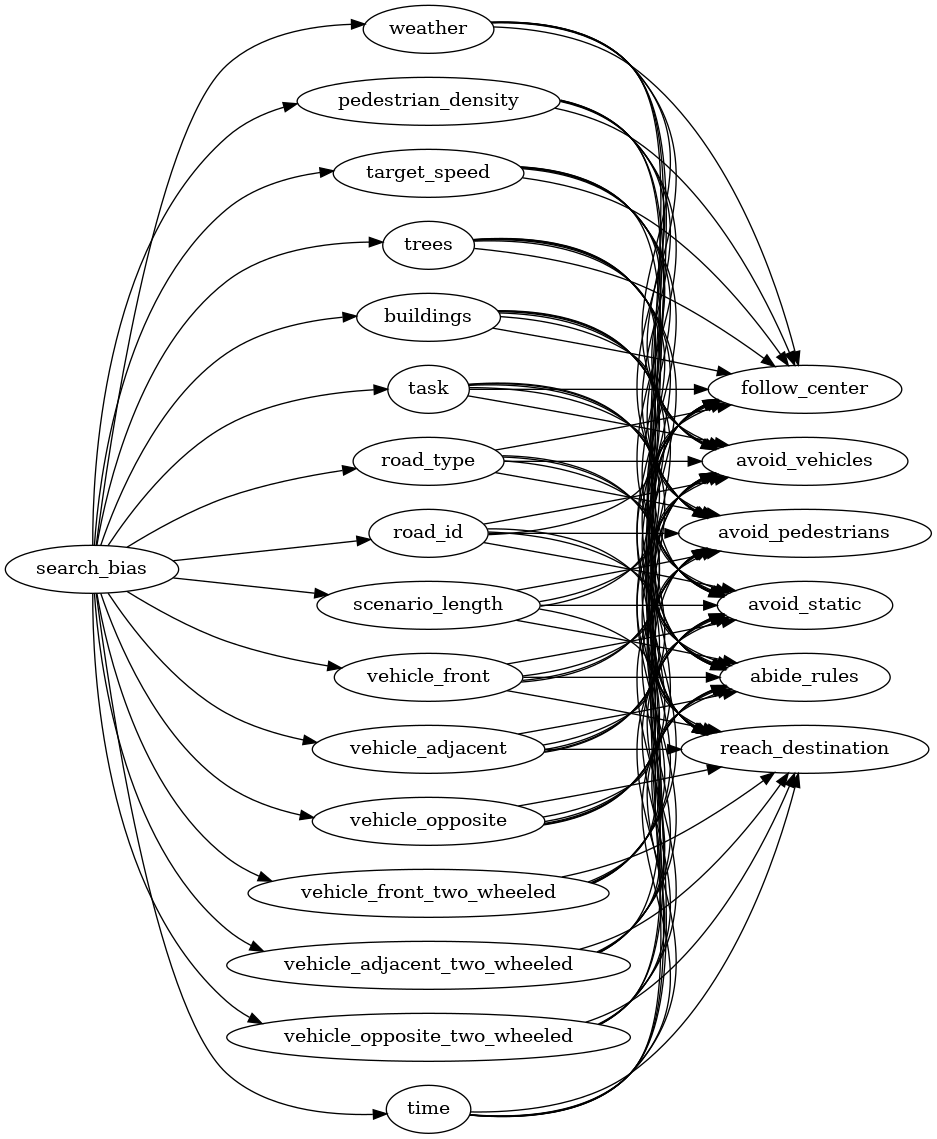 weather
pedestrian_density
target_speed
trees
buildings
task
road_type
road_id
search_bias
scenario_length
vehicle_front
vehicle_adjacent
vehicle_opposite
vehicle_front_two_wheeled
vehicle_adjacent_two_wheeled
vehicle_opposite_two_wheeled
time
follow_center
avoid_vehicles
avoid_pedestrians
avoid_static
abide_rules
reach_destination